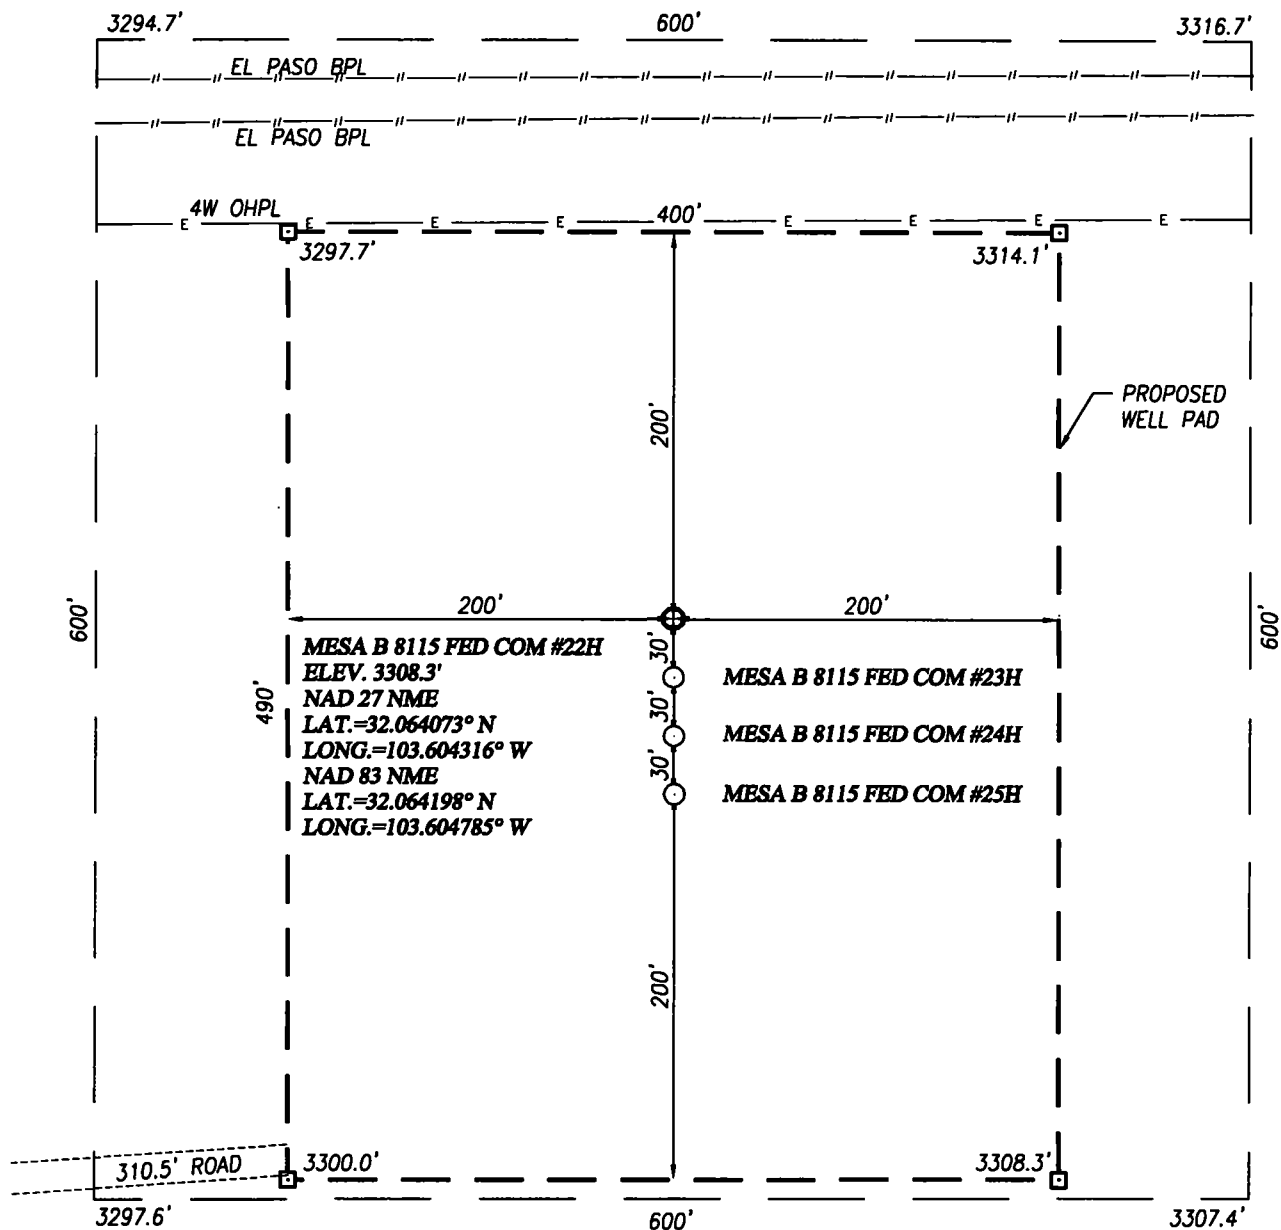 3294.7'
600'
3316.7'
EL PASO BPL
EL PASO BPL
4W OHPL
E E E E 400' E E E E
3297.7'
3314.1'
PROPOSED
WELL PAD
200'
600'
200'
200'
600'
490'
MESA B 8115 FED COM #22H
ELEV. 3308.3'
NAD 27 NME
LAT.=32.064073° N
LONG.=103.604316° W
NAD 83 NME
LAT.=32.064198° N
LONG.=103.604785° W
30'
MESA B 8115 FED COM #23H
30'
MESA B 8115 FED COM #24H
30'
MESA B 8115 FED COM #25H
200'
310.5' ROAD
3300.0'
3308.3'
3297.6'
600'
3307.4'